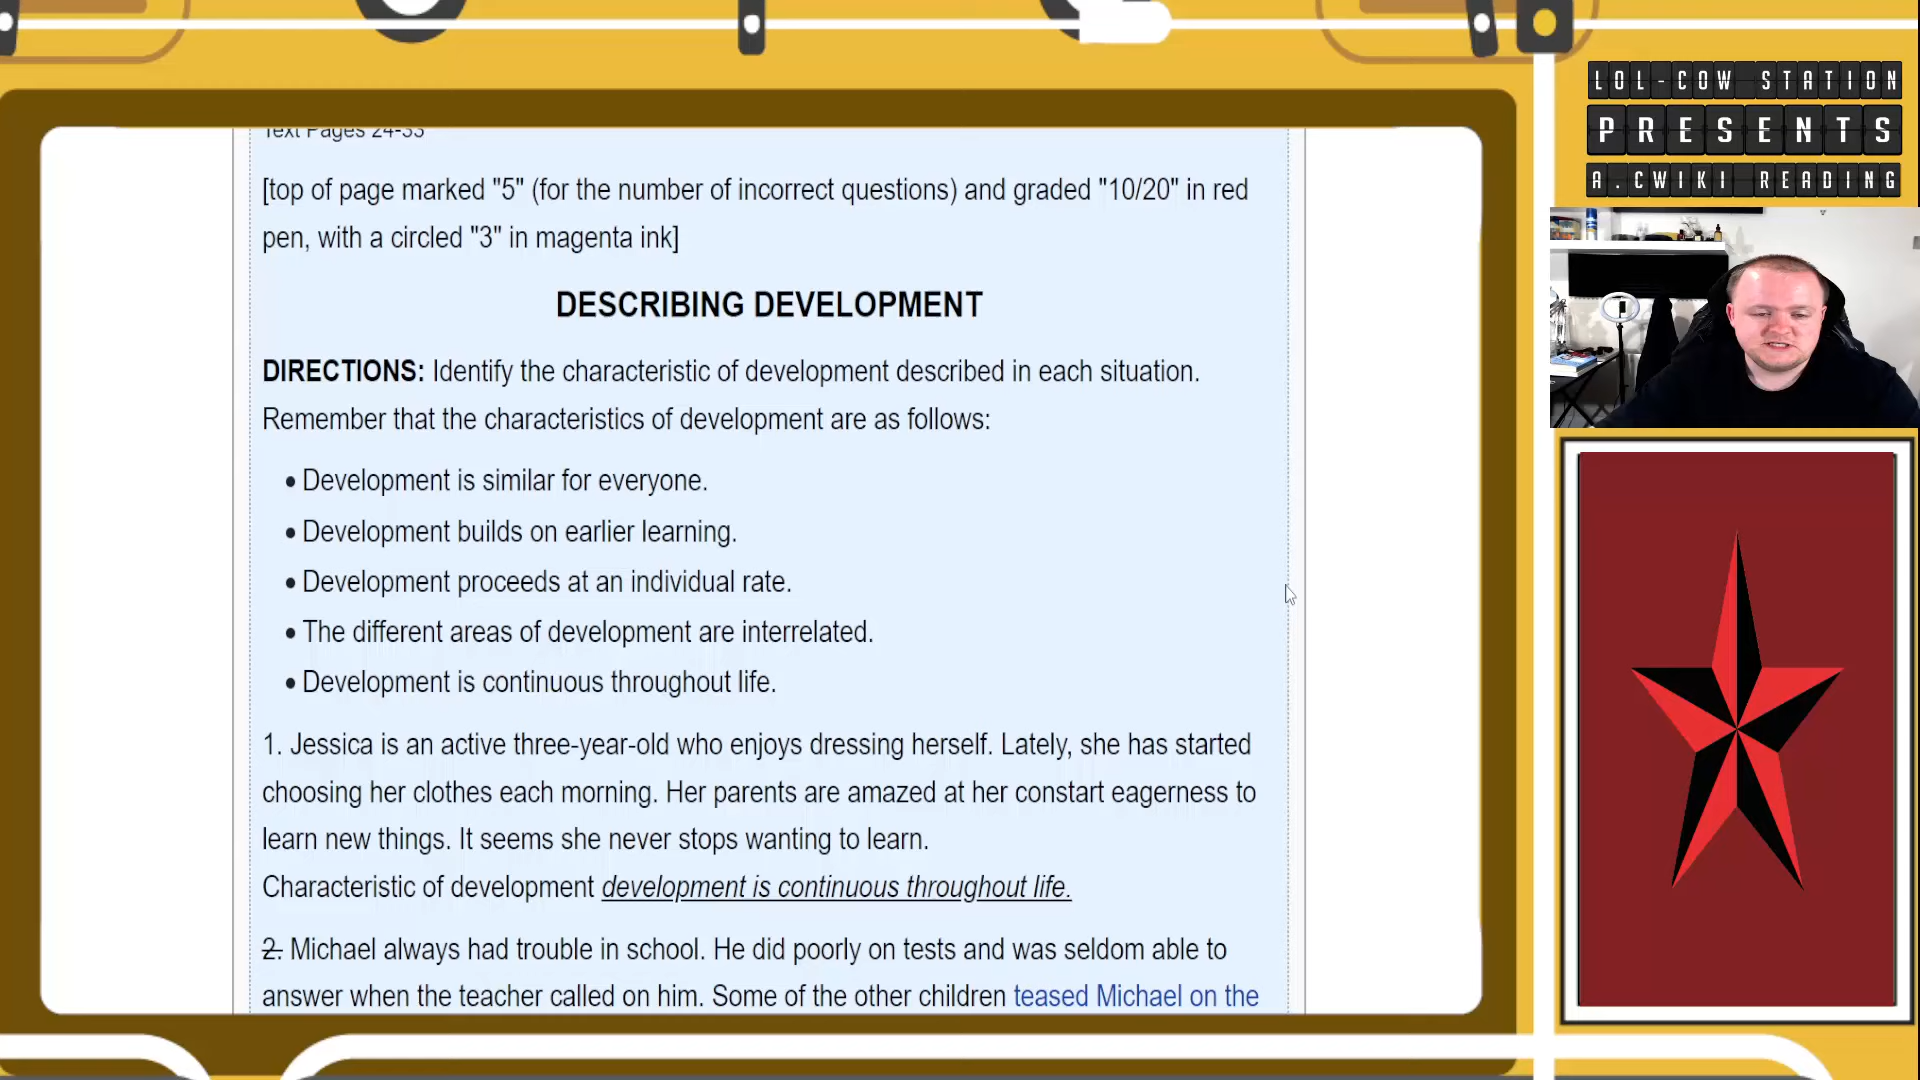 Text Pages 24-33
[top of page marked "5" (for the number of incorrect questions) and graded "10/20" in red
pen, with a circled "3" in magenta ink]
DESCRIBING DEVELOPMENT
DIRECTIONS: Identify the characteristic of development described in each situation.
Remember that the characteristics of development are as follows:
• Development is similar for everyone.
• Development builds on earlier learning.
• Development proceeds at an individual rate.
• The different areas of development are interrelated.
• Development is continuous throughout life.
1. Jessica is an active three-year-old who enjoys dressing herself. Lately, she has started
choosing her clothes each morning. Her parents are amazed at her constart eagerness to
learn new things. It seems she never stops wanting to learn.
Characteristic of development development is continuous throughout life.
2. Michael always had trouble in school. He did poorly on tests and was seldom able to
answer when the teacher called on him. Some of the other children teased Michael on the
LOL-COW STATION
PRESENTS
A.CWIKI READING